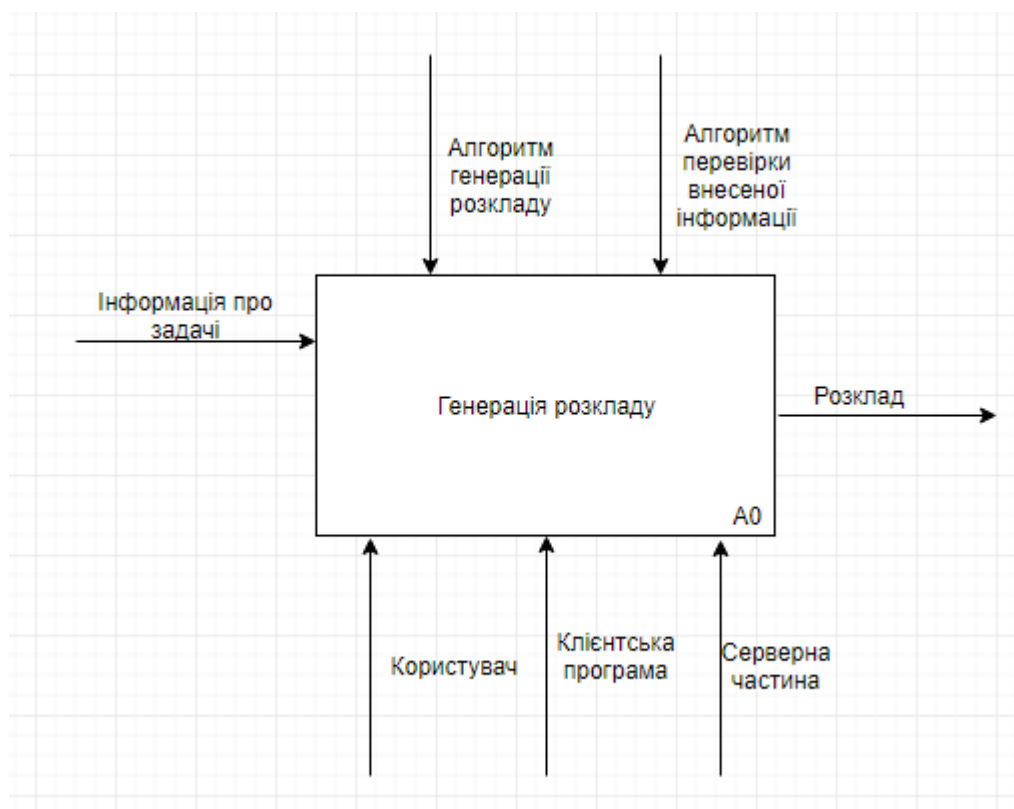 Алгоритм
генерації
розкладу
Алгоритм
перевірки
внесеної
інформації
Інформація про
задачі
Генерація розкладу
Розклад
A0
Користувач
Клієнтська
програма
Серверна
частина